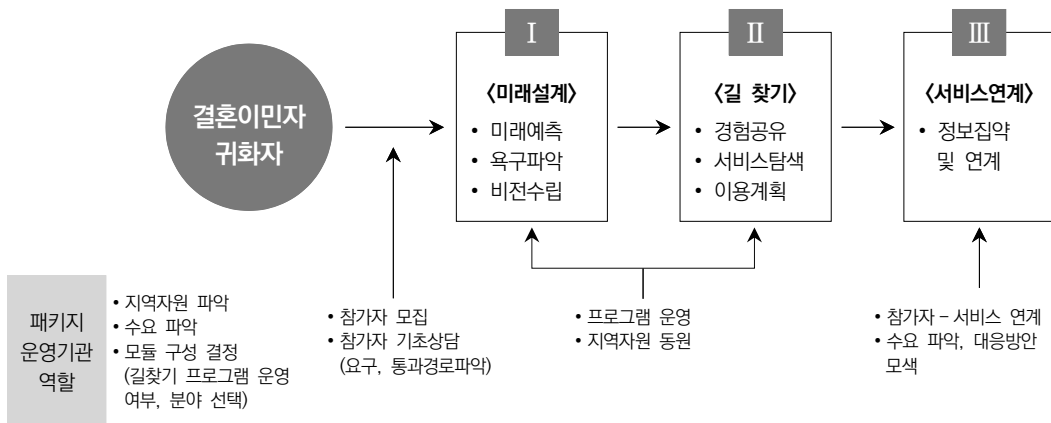 결혼이민자
귀화자
Ⅰ
〈미래설계〉
• 미래예측
• 욕구파악
• 비전수립
Ⅱ
〈길 찾기〉
• 경험공유
• 서비스탐색
• 이용계획
Ⅲ
〈서비스연계〉
• 정보집약
및 연계
패키지
운영기관
역할
• 지역자원 파악
• 수요 파악
• 모듈 구성 결정
(길찾기 프로그램 운영
여부, 분야 선택)
• 참가자 모집
• 참가자 기초상담
(요구, 통과경로파악)
• 프로그램 운영
• 지역자원 동원
• 참가자 – 서비스 연계
• 수요 파악, 대응방안
모색